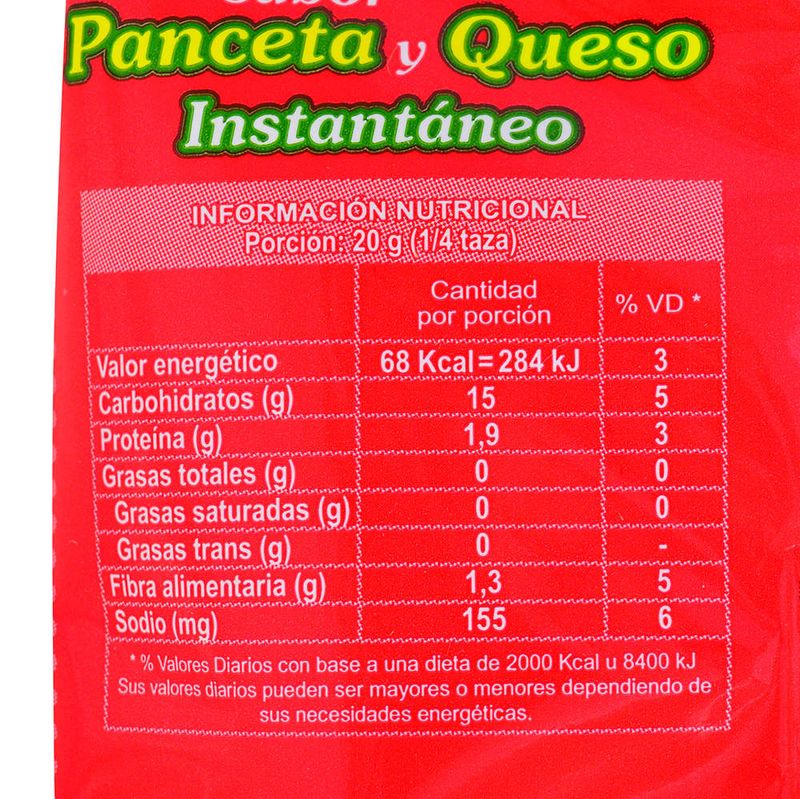 Sabor
Panceta y Queso
Instantáneo
INFORMACIÓN NUTRICIONAL
Porción: 20 g (1/4 taza)
Cantidad
por porción
% VD *
Valor energético 68 Kcal = 284 kJ 3
Carbohidratos (g) 15 5
Proteína (g) 1,9 3
Grasas totales (g) 0 0
Grasas saturadas (g) 0 0
Grasas trans (g) 0 -
Fibra alimentaria (g) 1,3 5
Sodio (mg) 155 6
* % Valores Diarios con base a una dieta de 2000 Kcal u 8400 kJ
Sus valores diarios pueden ser mayores o menores dependiendo de
sus necesidades energéticas.